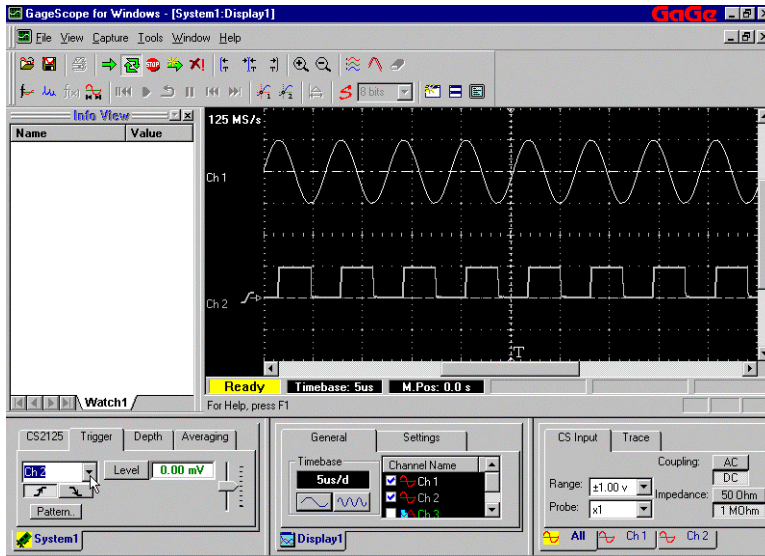 GageScope for Windows - [System1:Display1]
GaGe
File View Capture Tools Window Help
f(x)
8 bits
Info View
Name Value
125 MS/s
Ch 1
Ch 2
T
Ready Timebase: 5us M.Pos: 0.0 s
Watch1
For Help, press F1
CS2125 Trigger Depth Averaging
Ch 2 Level 0.00 mV
Pattern..
System1
General Settings
Timebase
5us/d
Channel Name
Ch 1
Ch 2
Ch 3
Display1
CS Input Trace
Coupling: AC
DC
Range: ±1.00 v
Impedance: 50 Ohm
Probe: x1
1 MOhm
All Ch 1 Ch 2